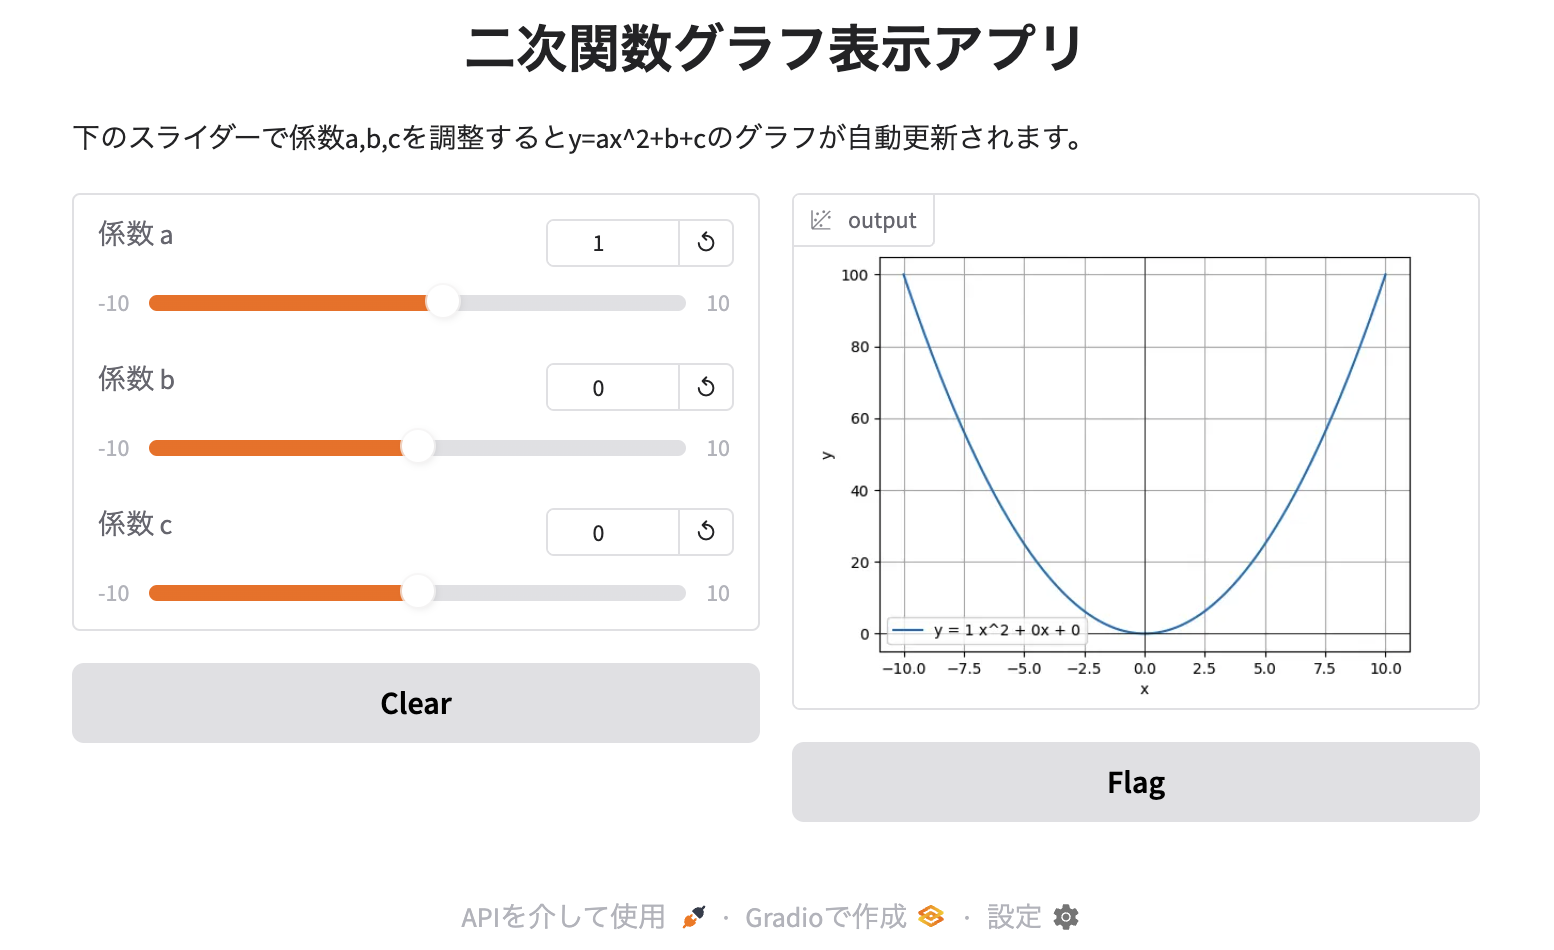 二次関数グラフ表示アプリ
下のスライダーで係数a,b,cを調整するとy=ax^2+b+cのグラフが自動更新されます。
係数 a
1
-10
10
係数 b
0
-10
10
係数 c
0
-10
10
Clear
output
100
80
60
40
20
0
y
y = 1 x^2 + 0x + 0
−10.0 −7.5 −5.0 −2.5 0.0 2.5 5.0 7.5 10.0
x
Flag
APIを介して使用 · Gradioで作成 · 設定